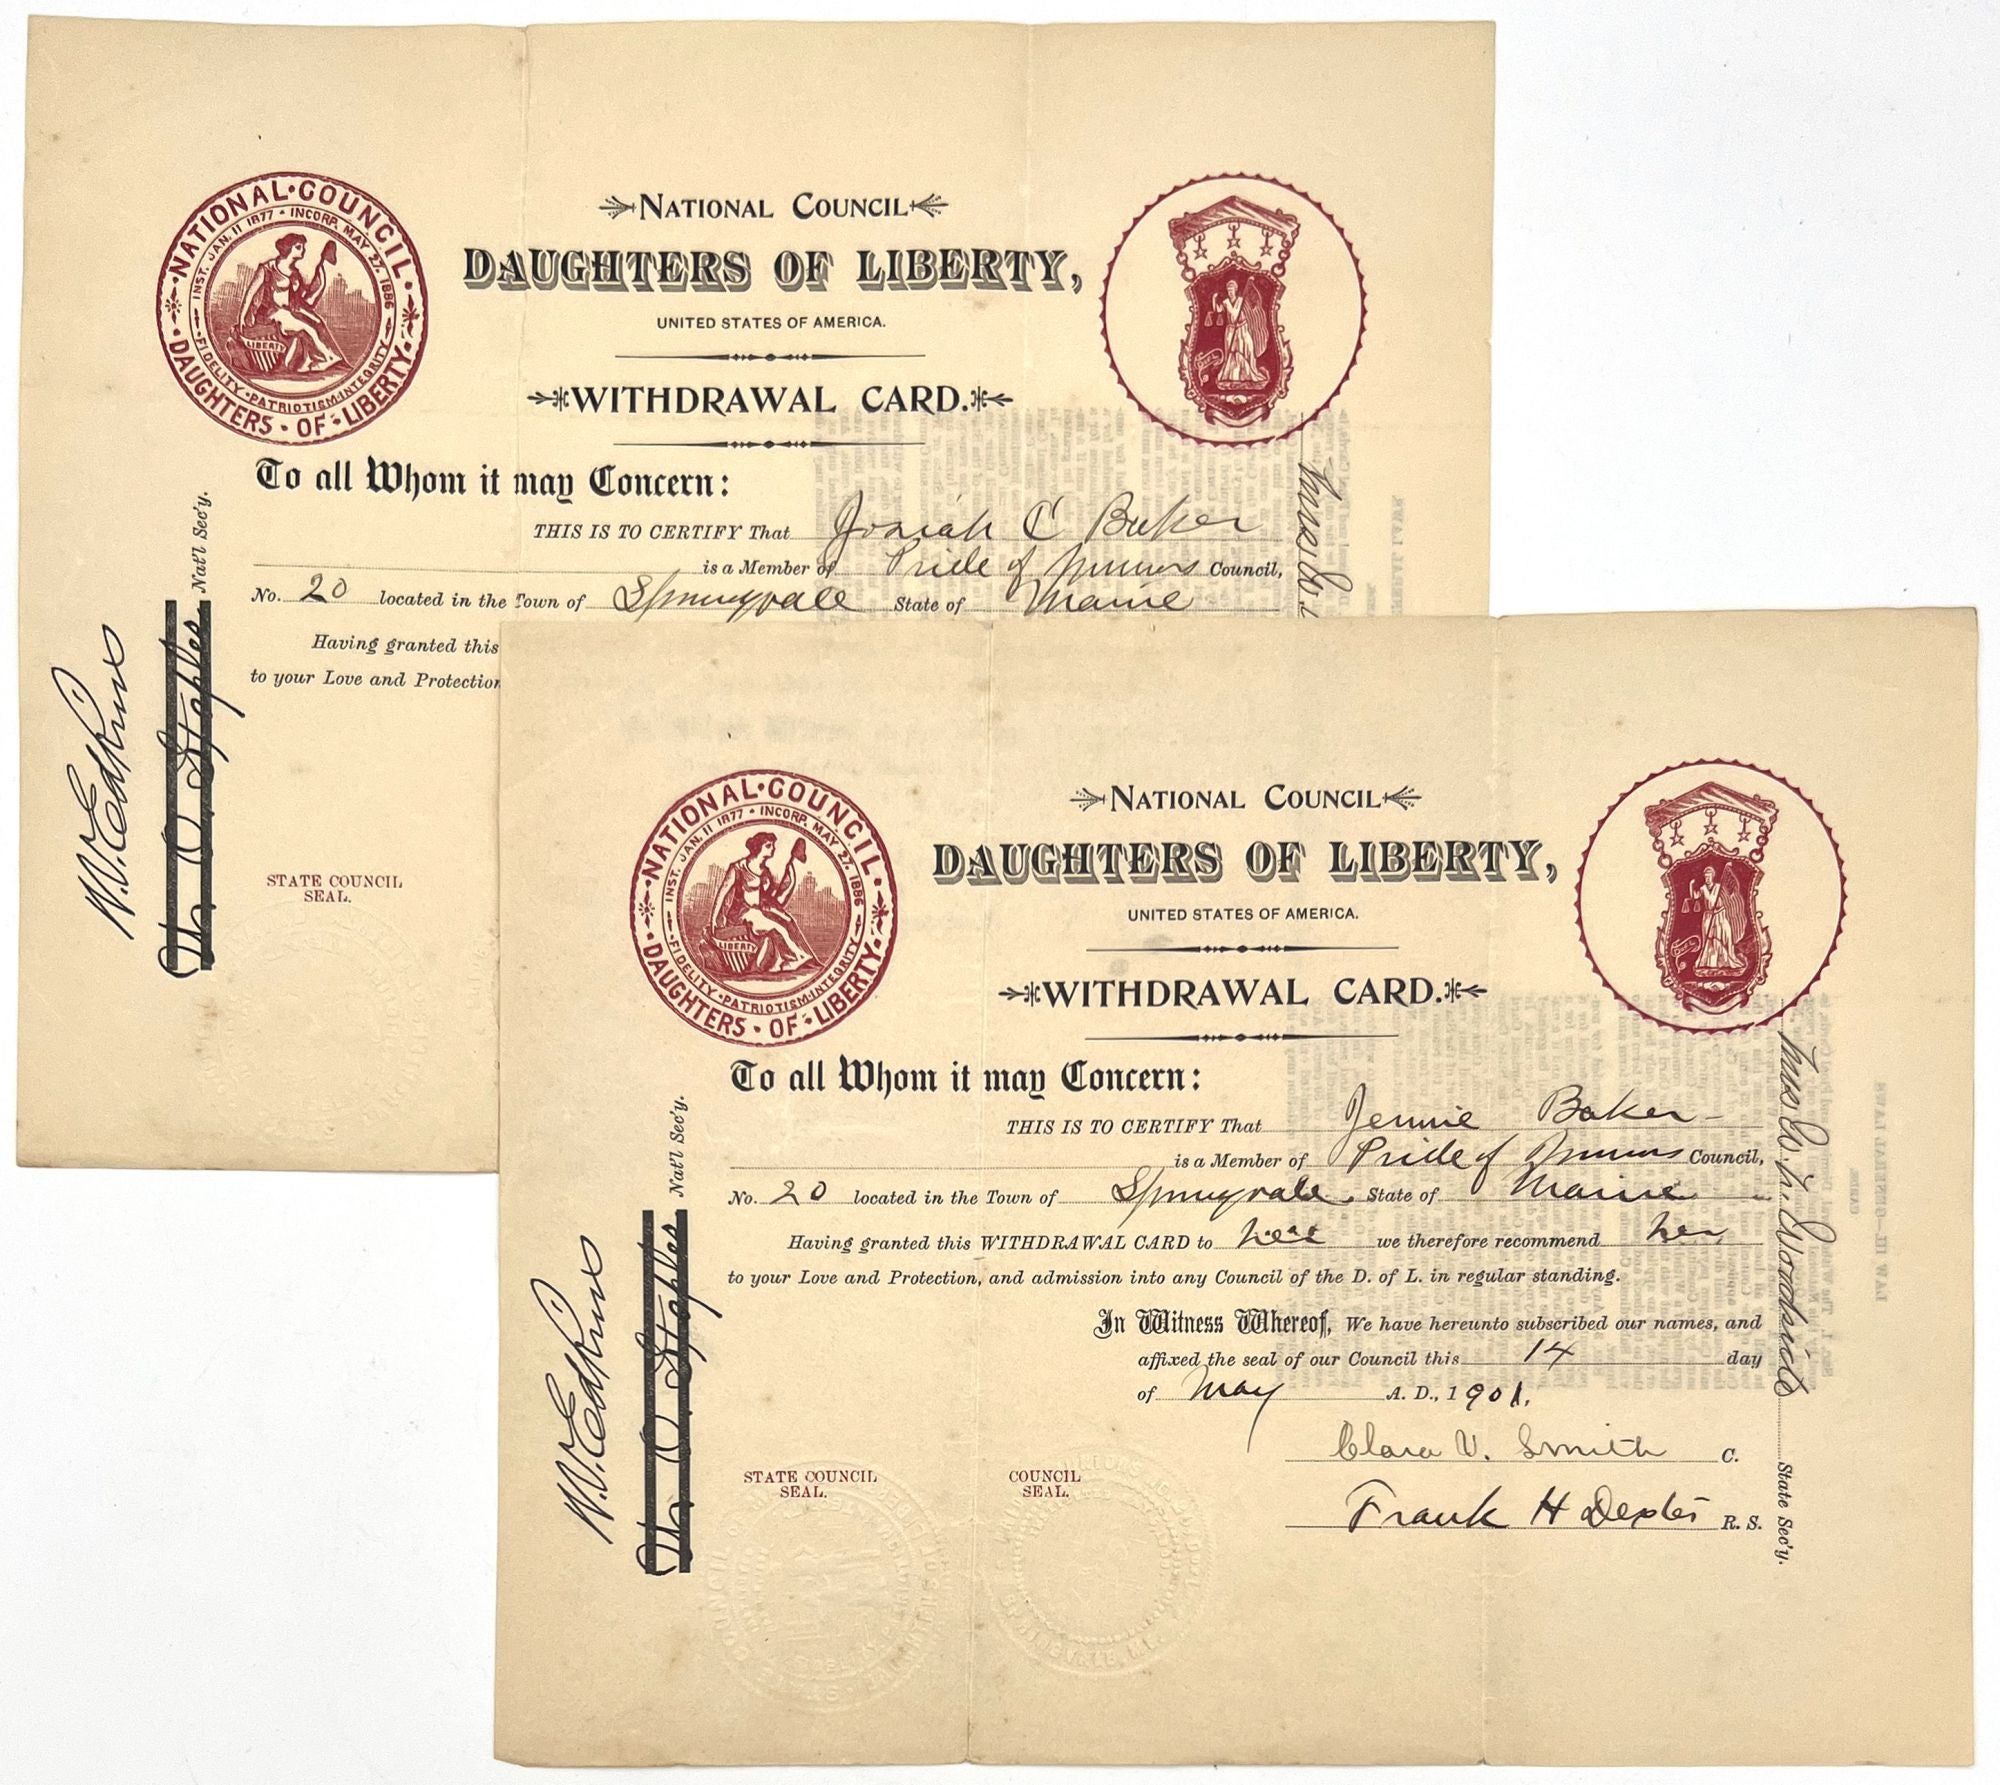 NATIONAL COUNCIL
DAUGHTERS OF LIBERTY,
UNITED STATES OF AMERICA.
WITHDRAWAL CARD.
NATIONAL · COUNCIL · DAUGHTERS · OF · LIBERTY
INST. JAN. 11 1877 · INCORP. MAY 27, 1886
FIDELITY · PATRIOTISM · INTEGRITY
LIBERTY
To all Whom it may Concern:
THIS IS TO CERTIFY That Josiah C Baker
is a Member of Pride of Council,
No. 20 located in the Town of Springvale State of Maine
Having granted this
to your Love and Protection
STATE COUNCIL
SEAL.
W. V. Edkins
W. O. Staples Nat'l Sec'y.
NATIONAL COUNCIL
DAUGHTERS OF LIBERTY,
UNITED STATES OF AMERICA.
WITHDRAWAL CARD.
NATIONAL · COUNCIL · DAUGHTERS · OF · LIBERTY
INST. JAN. 11 1877 · INCORP. MAY 27, 1886
FIDELITY · PATRIOTISM · INTEGRITY
LIBERTY
To all Whom it may Concern:
THIS IS TO CERTIFY That Jennie Baker
is a Member of Pride of Council,
No. 20 located in the Town of Springvale State of Maine
Having granted this WITHDRAWAL CARD to her we therefore recommend her
to your Love and Protection, and admission into any Council of the D. of L. in regular standing.
In Witness Whereof, We have hereunto subscribed our names, and
affixed the seal of our Council this 14 day
of May A. D., 1901.
Clara V. Smith C.
Frank H Dexter R. S.
STATE COUNCIL
SEAL.
COUNCIL
SEAL.
W. V. Edkins
W. O. Staples Nat'l Sec'y.
Mrs. Woodside State Sec'y.